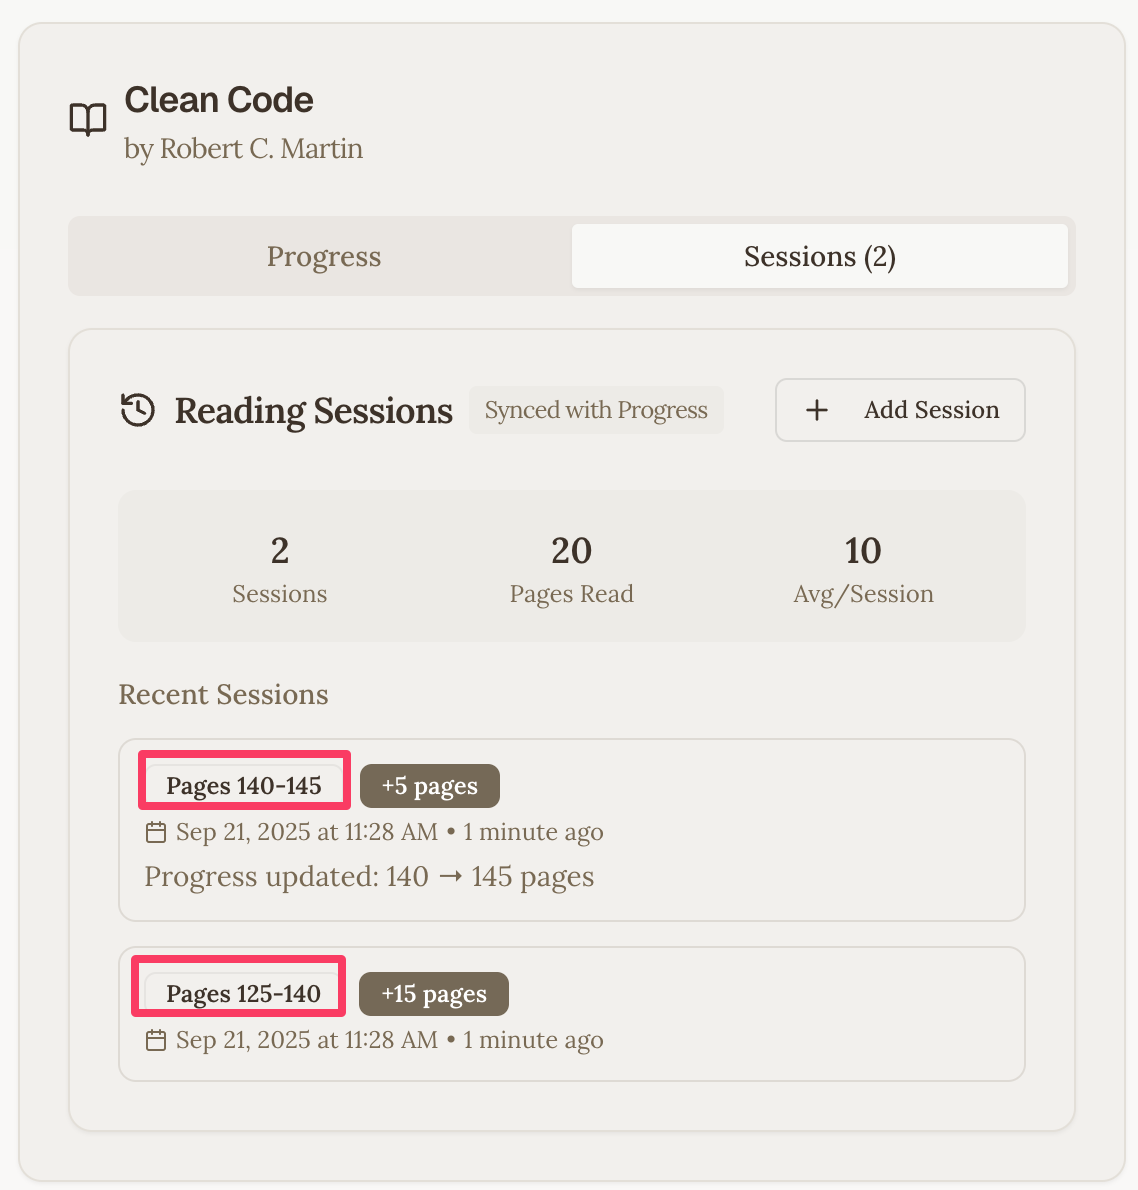 Clean Code
by Robert C. Martin
Progress
Sessions (2)
Reading Sessions
Synced with Progress
Add Session
2
Sessions
20
Pages Read
10
Avg/Session
Recent Sessions
Pages 140-145
+5 pages
Sep 21, 2025 at 11:28 AM • 1 minute ago
Progress updated: 140 → 145 pages
Pages 125-140
+15 pages
Sep 21, 2025 at 11:28 AM • 1 minute ago